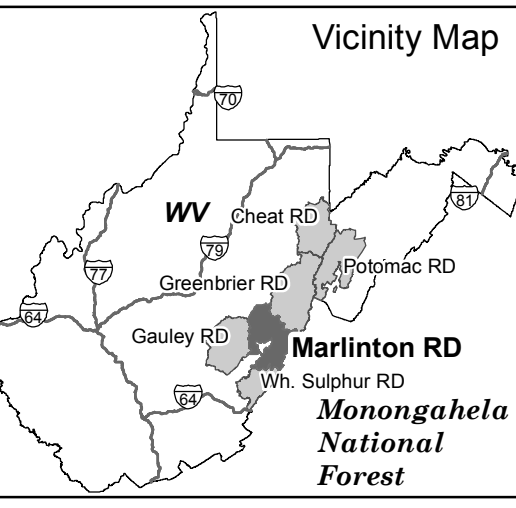 Vicinity Map
70
81
WV
Cheat RD
79
77
Potomac RD
Greenbrier RD
64
Gauley RD
Marlinton RD
Wh. Sulphur RD
64
Monongahela
National
Forest